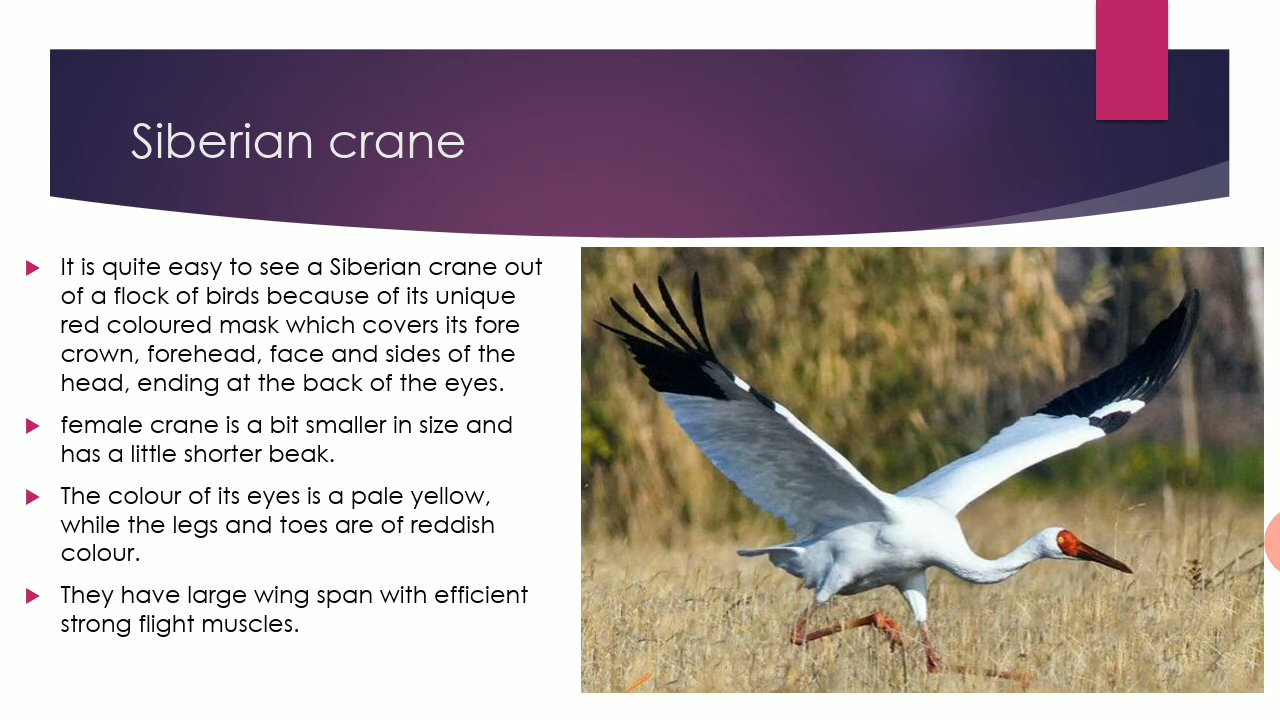 Siberian crane
It is quite easy to see a Siberian crane out
of a flock of birds because of its unique
red coloured mask which covers its fore
crown, forehead, face and sides of the
head, ending at the back of the eyes.
female crane is a bit smaller in size and
has a little shorter beak.
The colour of its eyes is a pale yellow,
while the legs and toes are of reddish
colour.
They have large wing span with efficient
strong flight muscles.